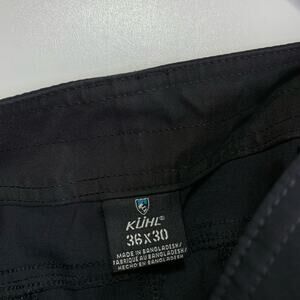 KÜHL®
36X30
MADE IN BANGLADESH/
FABRIQUÉ AU BANGLADESH/
HECHO EN BANGLADESH